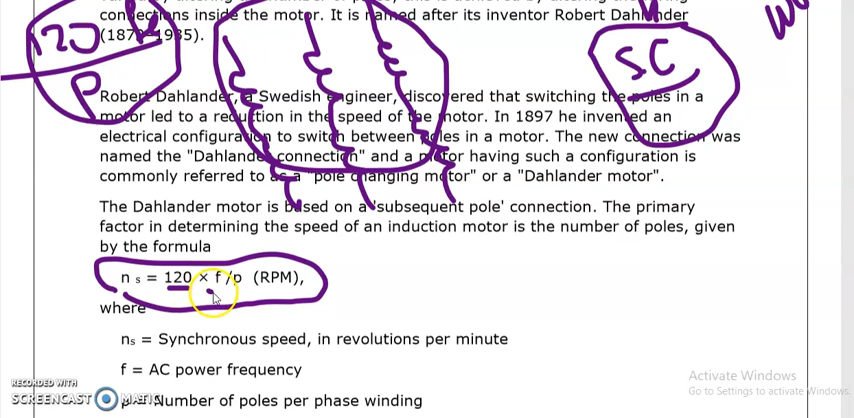 connections inside the motor. It is named after its inventor Robert Dahlander
(1870–1935).
120
P
SC
Robert Dahlander, a Swedish engineer, discovered that switching the poles in a
motor led to a reduction in the speed of the motor. In 1897 he invented an
electrical configuration to switch between poles in a motor. The new connection was
named the "Dahlander connection" and a motor having such a configuration is
commonly referred to as a "pole changing motor" or a "Dahlander motor".
The Dahlander motor is based on a 'subsequent pole' connection. The primary
factor in determining the speed of an induction motor is the number of poles, given
by the formula
n s = 120 × f /p (RPM),
where
ns = Synchronous speed, in revolutions per minute
f = AC power frequency
Number of poles per phase winding
Activate Windows
Go to Settings to activate Windows.
RECORDED WITH
SCREENCAST MATIC